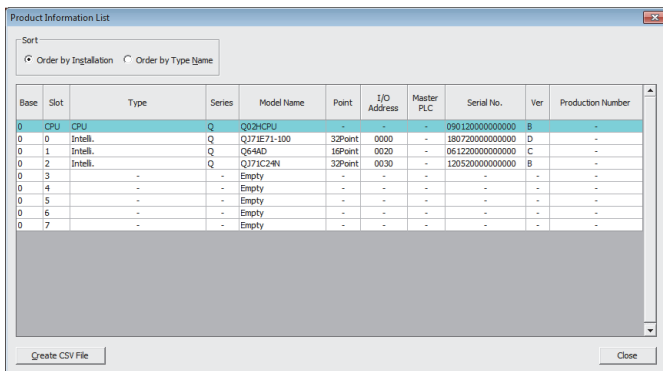 Product Information List
Sort
Order by Installation Order by Type Name
Base Slot Type Series Model Name Point I/O Address Master PLC Serial No. Ver Production Number
0 CPU CPU Q Q02HCPU - - - 090120000000000 B -
0 0 Intelli. Q QJ71E71-100 32Point 0000 - 180720000000000 D -
0 1 Intelli. Q Q64AD 16Point 0020 - 061220000000000 C -
0 2 Intelli. Q QJ71C24N 32Point 0030 - 120520000000000 B -
0 3 - - Empty - - - - - -
0 4 - - Empty - - - - - -
0 5 - - Empty - - - - - -
0 6 - - Empty - - - - - -
0 7 - - Empty - - - - - -
Create CSV File Close